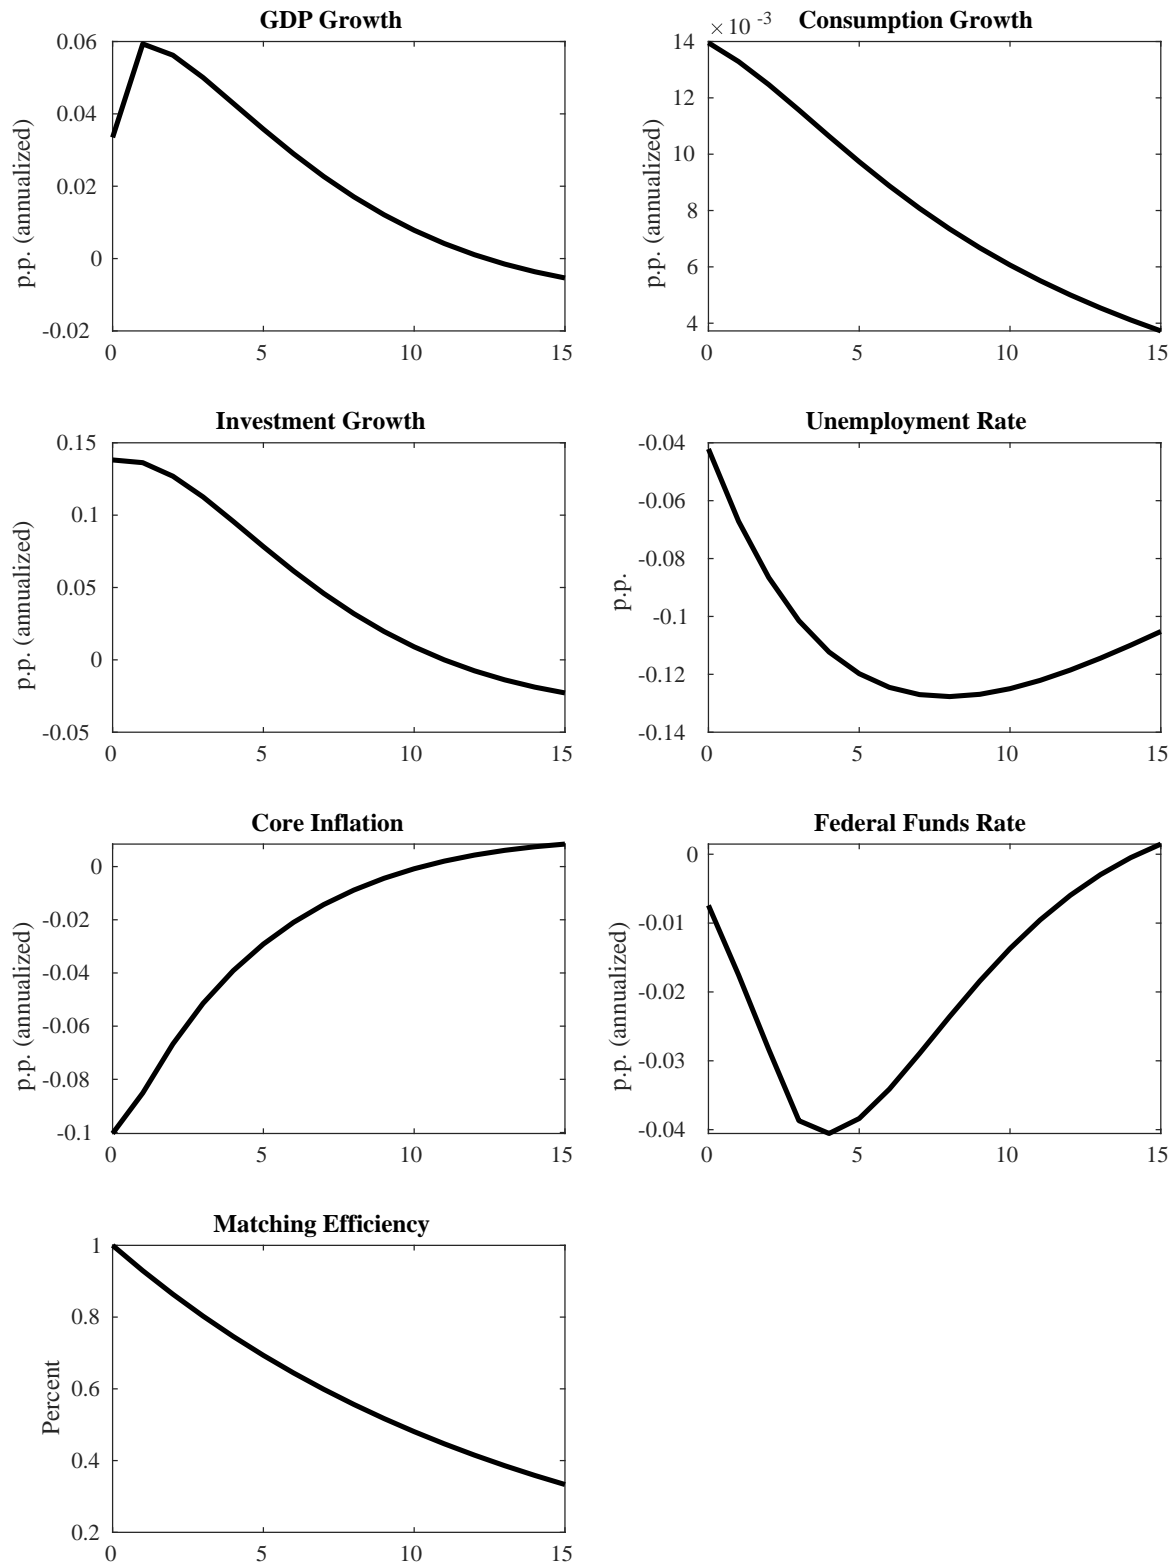 GDP Growth
p.p. (annualized)
0.06
0.04
0.02
0
-0.02
0 5 10 15
Consumption Growth
×10 -3
p.p. (annualized)
14
12
10
8
6
4
0 5 10 15
Investment Growth
p.p. (annualized)
0.15
0.1
0.05
0
-0.05
0 5 10 15
Unemployment Rate
p.p.
-0.04
-0.06
-0.08
-0.1
-0.12
-0.14
0 5 10 15
Core Inflation
p.p. (annualized)
0
-0.02
-0.04
-0.06
-0.08
-0.1
0 5 10 15
Federal Funds Rate
p.p. (annualized)
0
-0.01
-0.02
-0.03
-0.04
0 5 10 15
Matching Efficiency
Percent
1
0.8
0.6
0.4
0.2
0 5 10 15